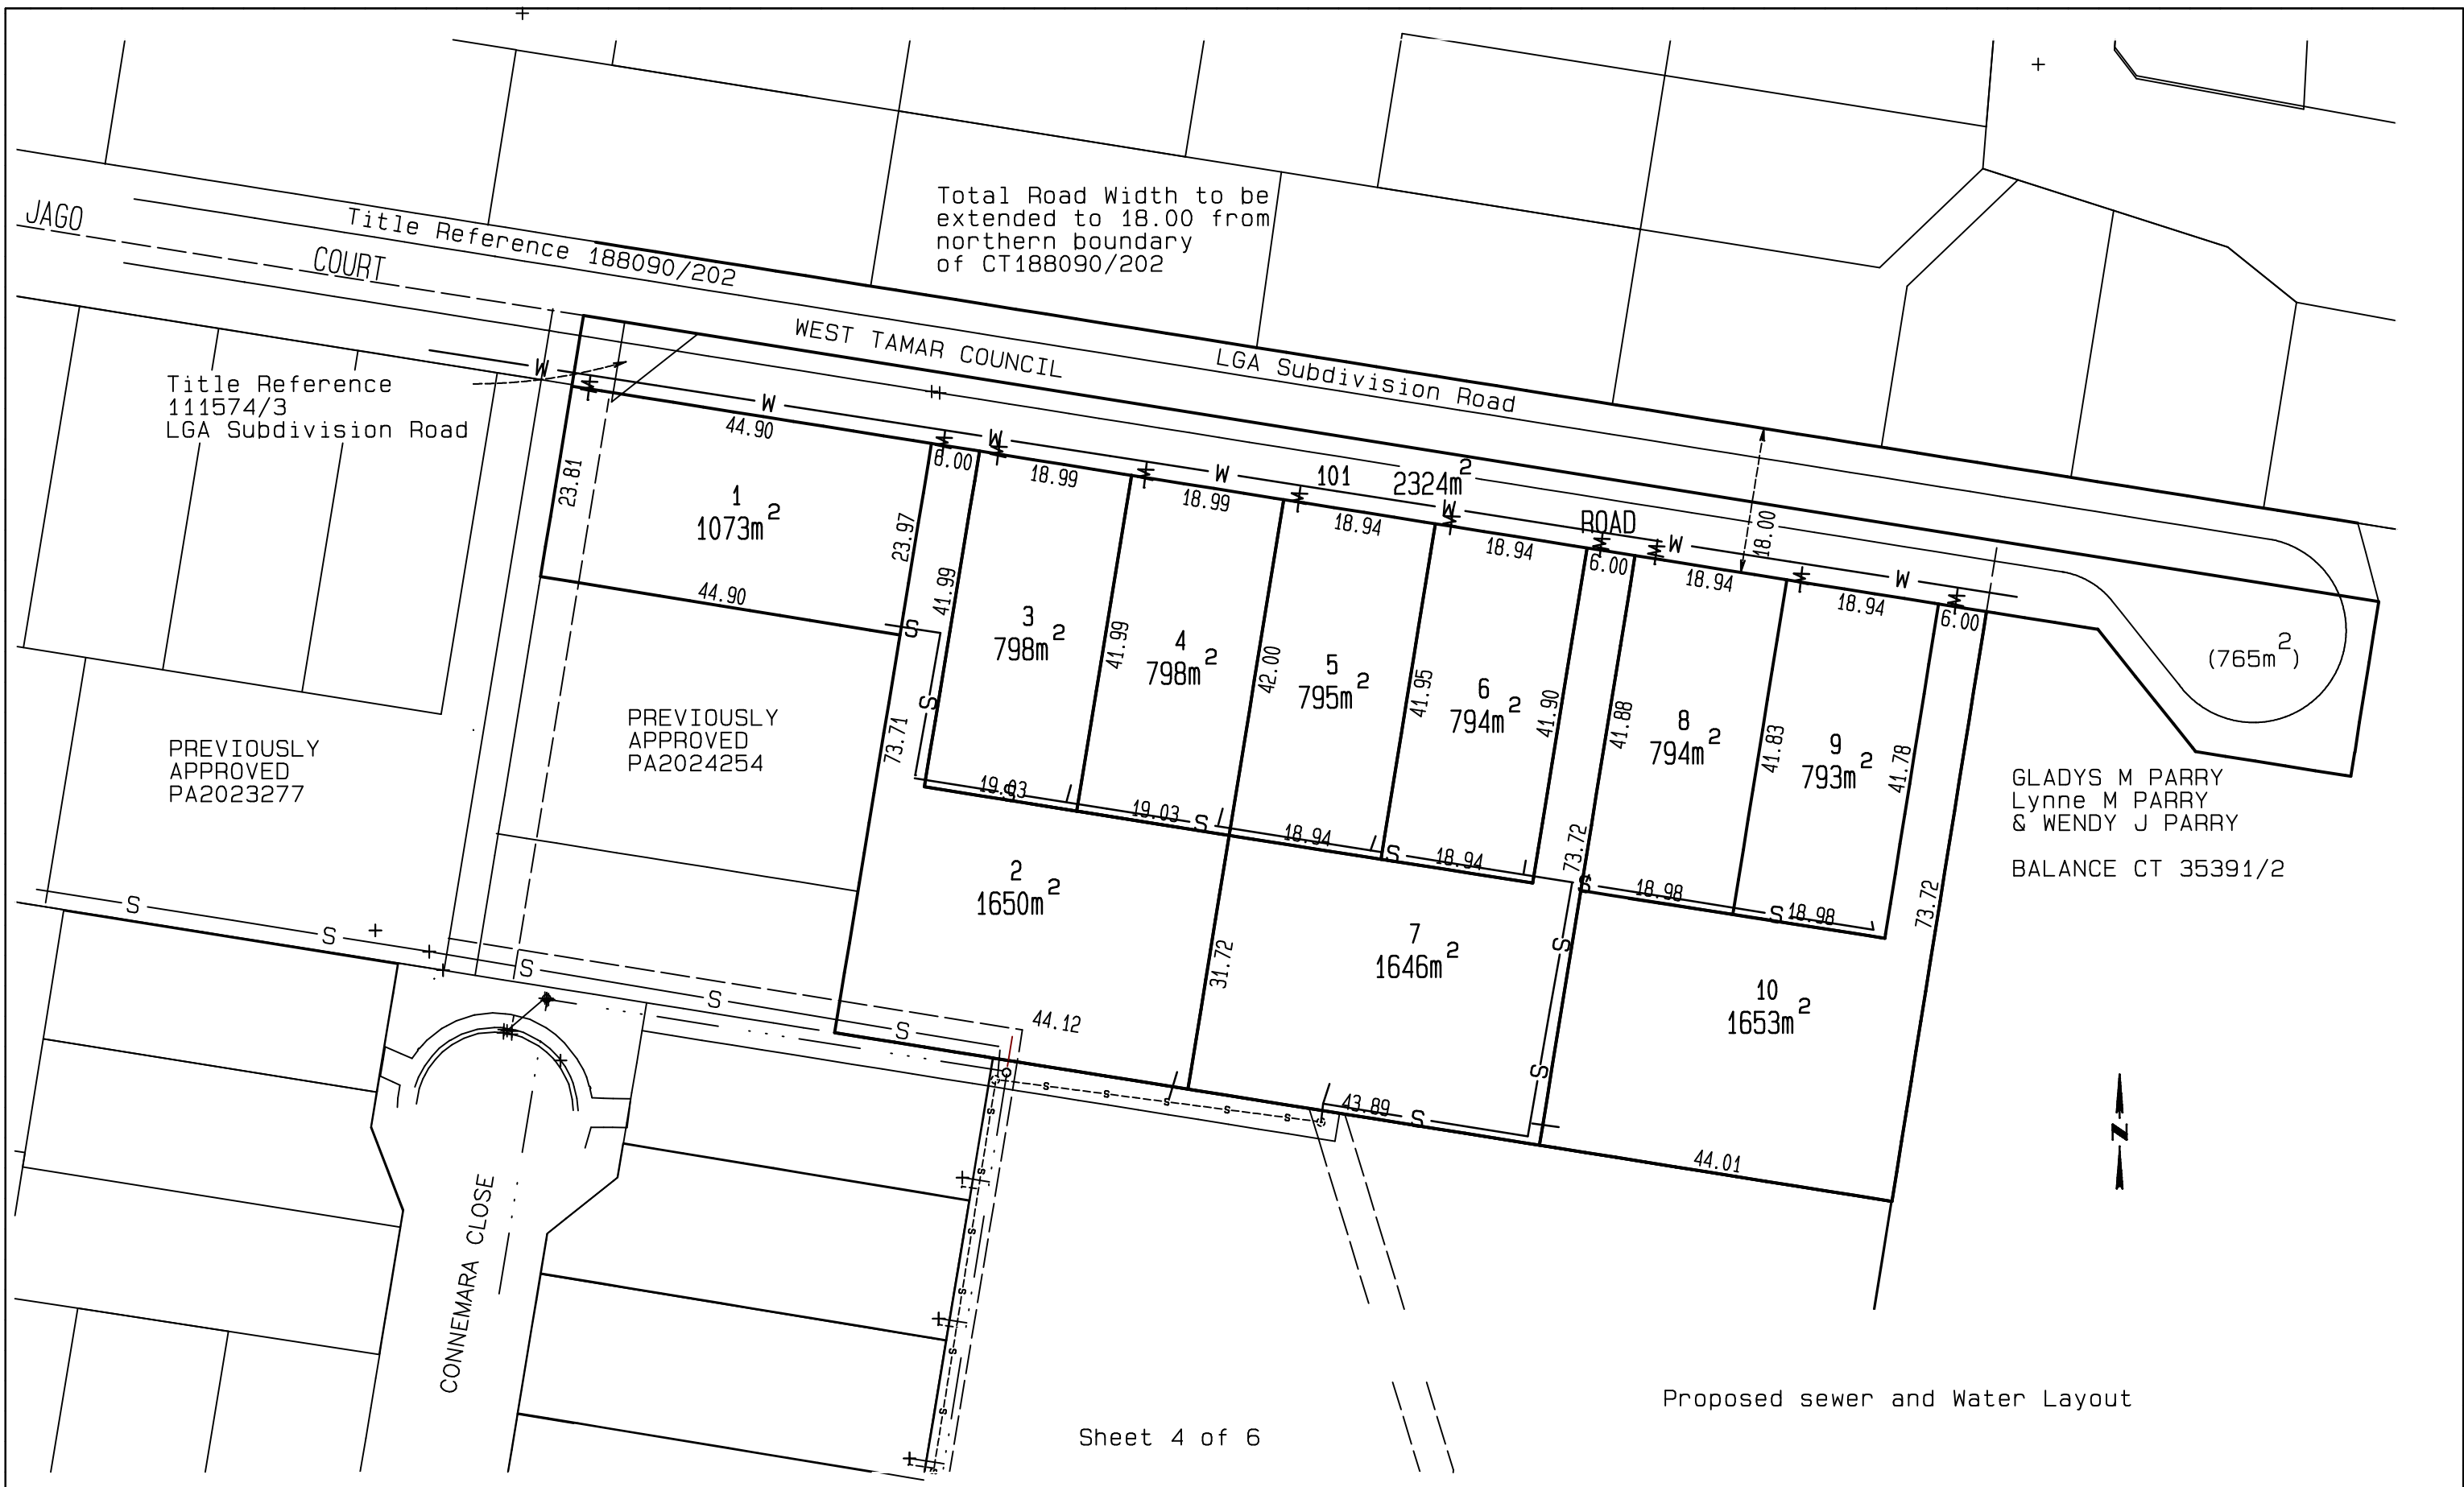 JAGO
COURT
Title Reference 188090/202
Total Road Width to be
extended to 18.00 from
northern boundary
of CT188090/202
WEST TAMAR COUNCIL
LGA Subdivision Road
Title Reference
111574/3
LGA Subdivision Road
W
W
W
W
W
W
W
44.90
6.00
18.99
18.99
18.94
18.94
6.00
18.94
18.94
6.00
101 2324m²
ROAD
18.00
(765m²)
23.81
1
1073m²
23.97
44.90
41.99
3
798m²
41.99
4
798m²
42.00
5
795m²
41.95
6
794m²
41.90
41.88
8
794m²
41.83
9
793m²
41.78
S
S
73.71
PREVIOUSLY
APPROVED
PA2023277
PREVIOUSLY
APPROVED
PA2024254
GLADYS M PARRY
Lynne M PARRY
& WENDY J PARRY
BALANCE CT 35391/2
19.03
S
19.03
S
18.94
S
18.94
73.72
S
18.98
S
18.98
73.72
2
1650m²
31.72
7
1646m²
S
S
10
1653m²
S
S
S
S
S
44.12
43.89
S
44.01
s
s
s
s
s
s
s
s
s
s
s
N
CONNEMARA CLOSE
Sheet 4 of 6
Proposed sewer and Water Layout